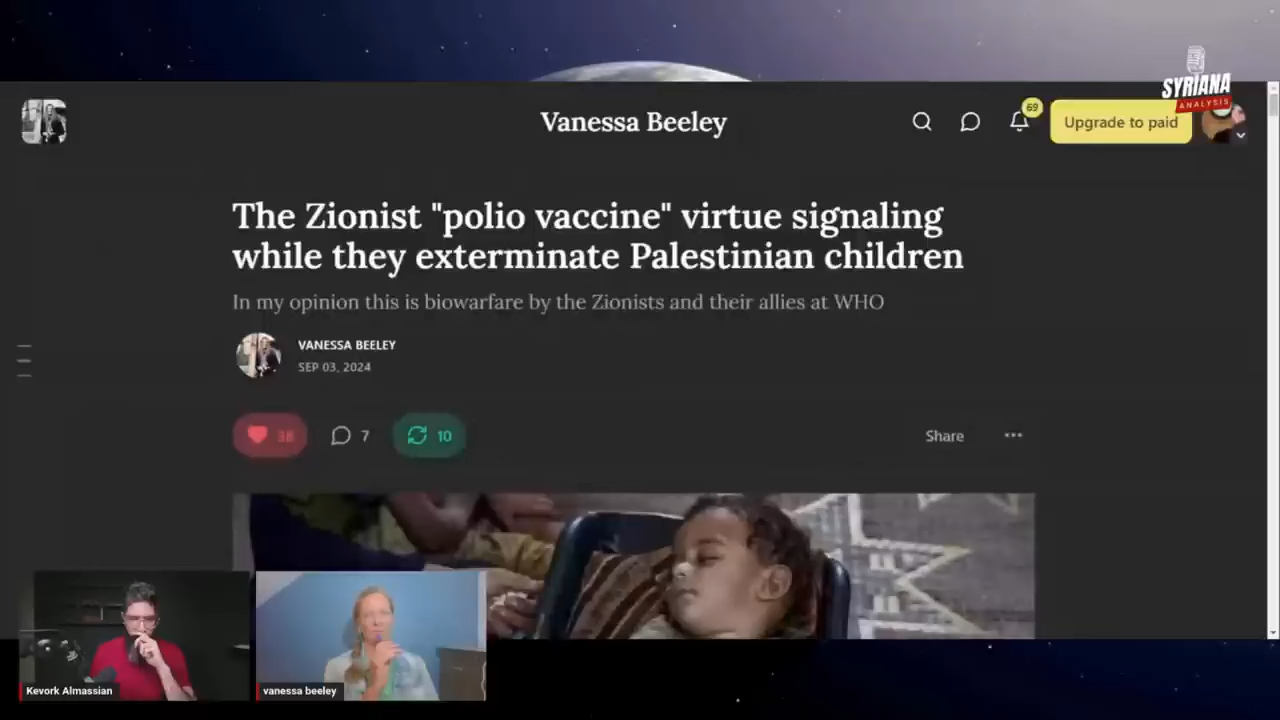 SYRIANA
ANALYSIS
Vanessa Beeley
69
Upgrade to paid
The Zionist "polio vaccine" virtue signaling
while they exterminate Palestinian children
In my opinion this is biowarfare by the Zionists and their allies at WHO
VANESSA BEELEY
SEP 03, 2024
38
7
10
Share
Kevork Almassian
vanessa beeley